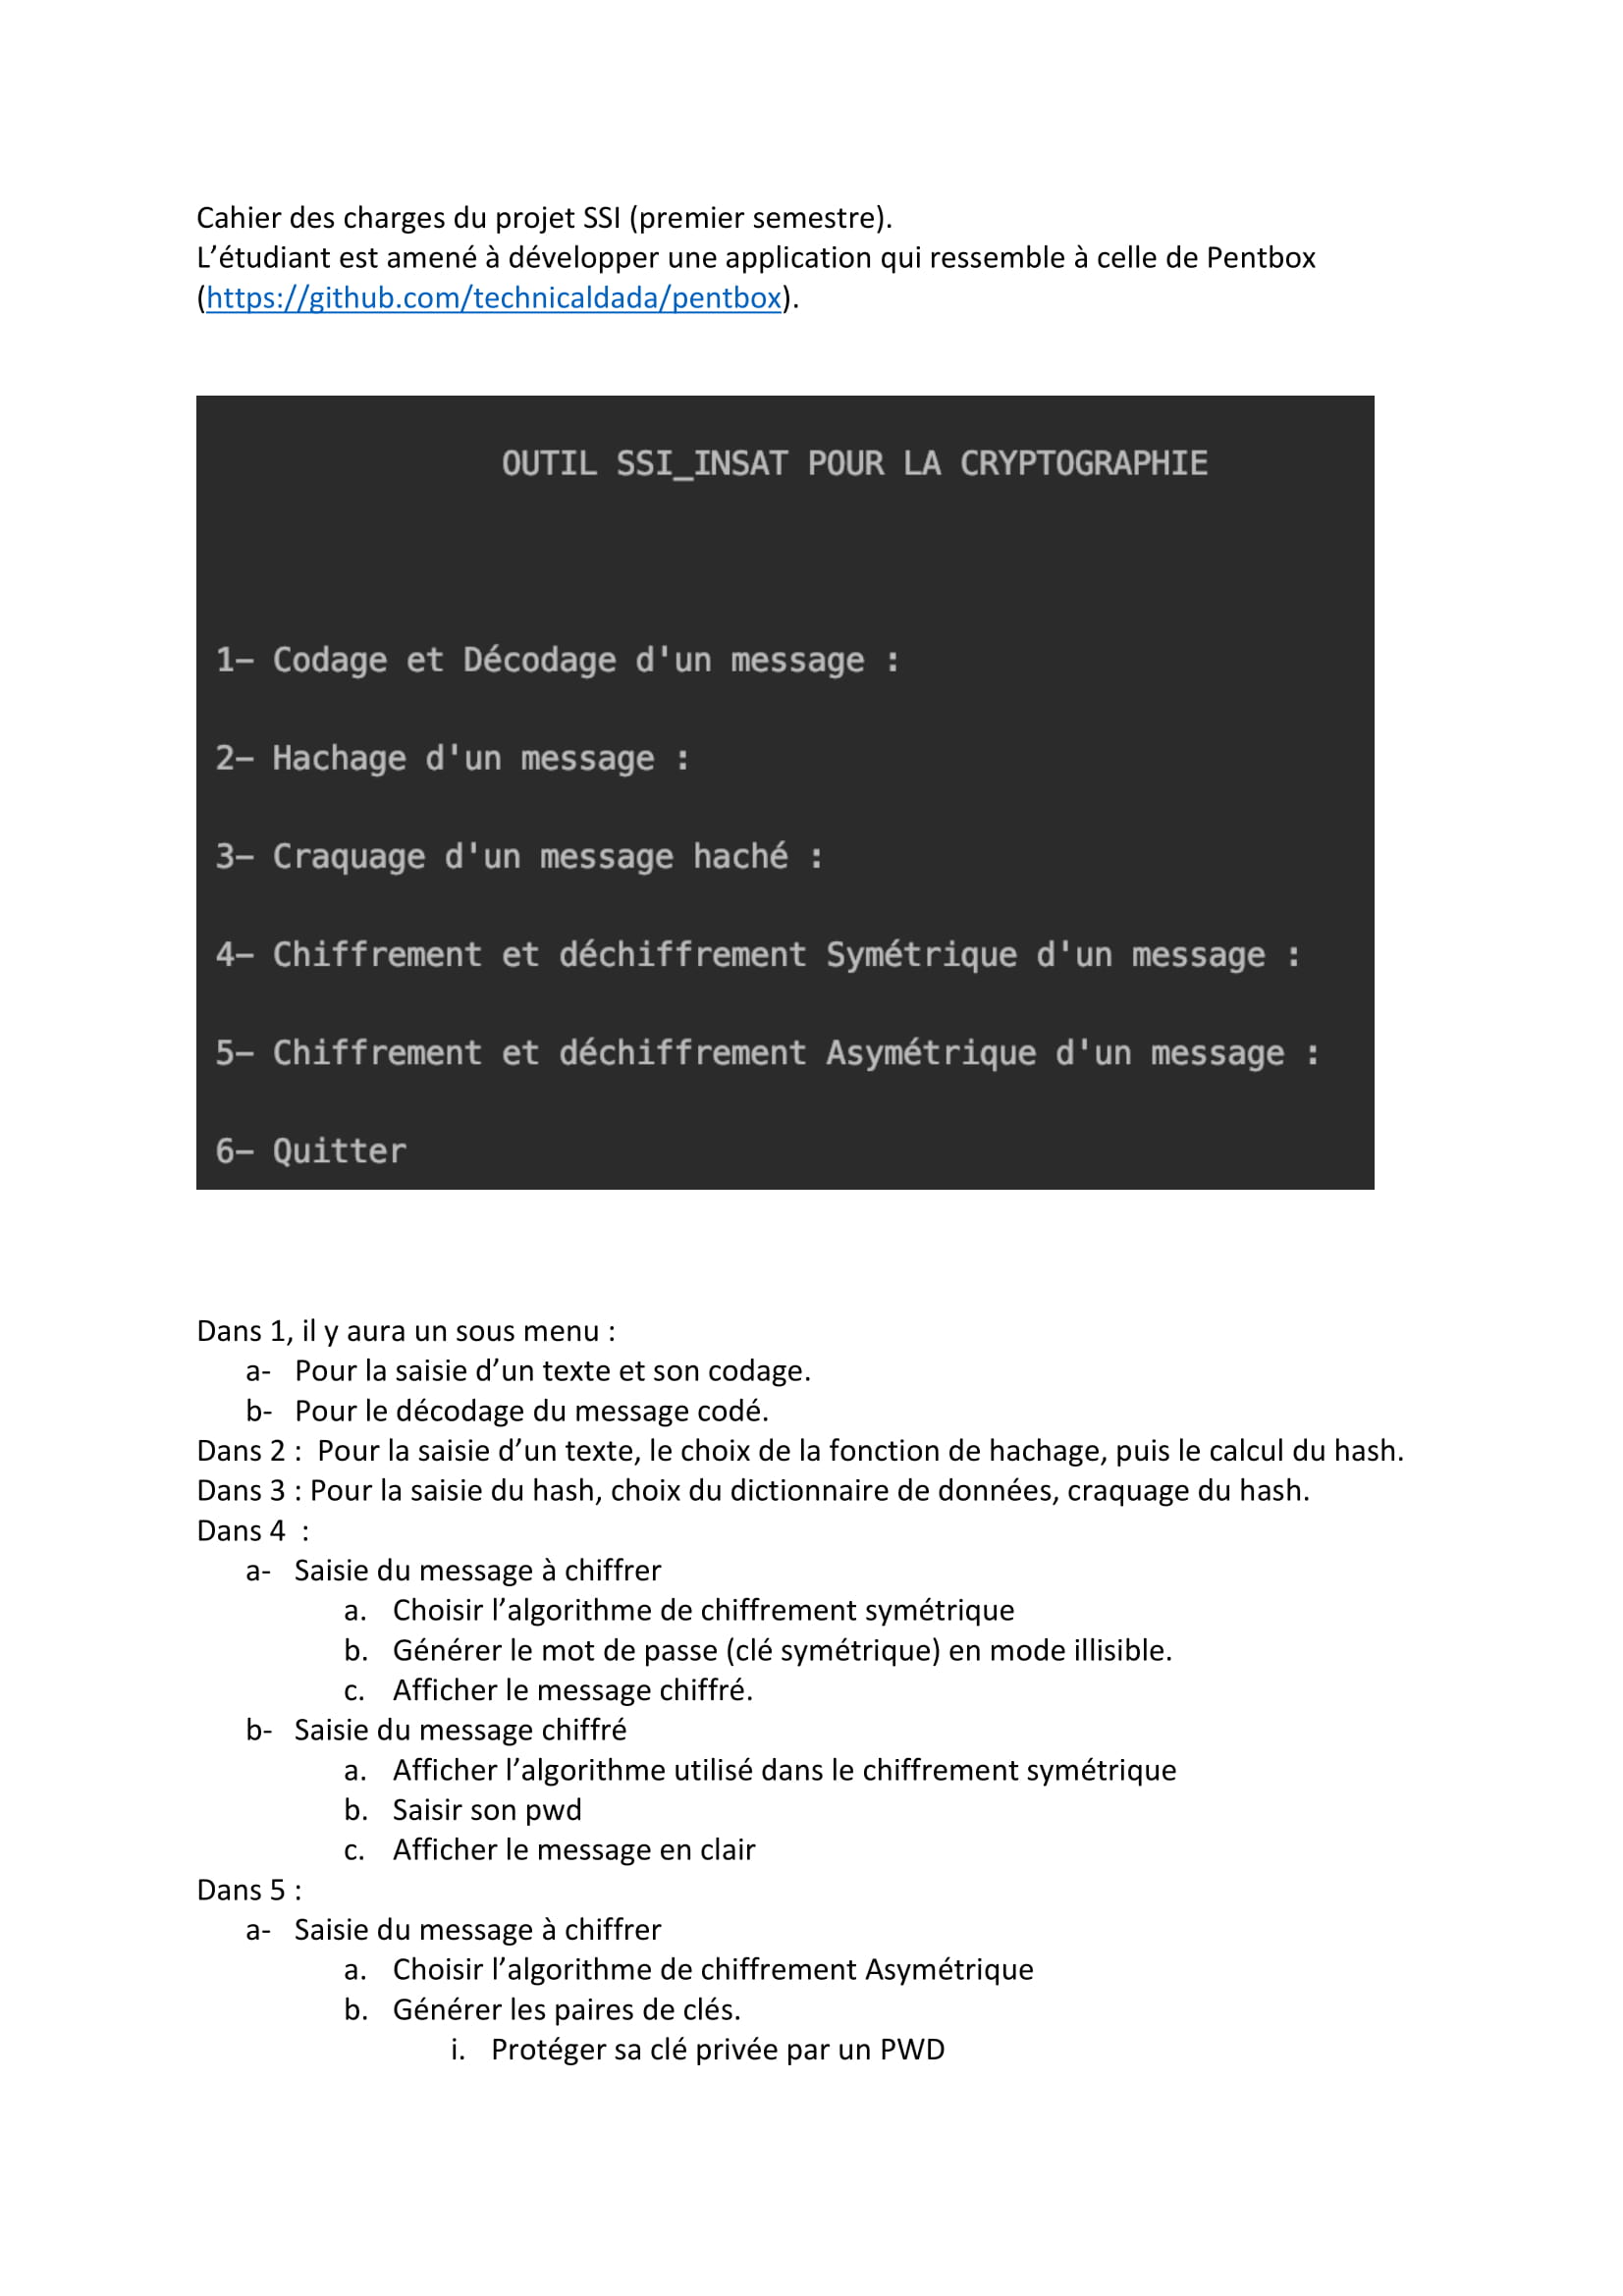 Cahier des charges du projet SSI (premier semestre).
L’étudiant est amené à développer une application qui ressemble à celle de Pentbox
(https://github.com/technicaldada/pentbox).
OUTIL SSI_INSAT POUR LA CRYPTOGRAPHIE
1– Codage et Décodage d'un message :
2– Hachage d'un message :
3– Craquage d'un message haché :
4– Chiffrement et déchiffrement Symétrique d'un message :
5– Chiffrement et déchiffrement Asymétrique d'un message :
6– Quitter
Dans 1, il y aura un sous menu :
a- Pour la saisie d’un texte et son codage.
b- Pour le décodage du message codé.
Dans 2 : Pour la saisie d’un texte, le choix de la fonction de hachage, puis le calcul du hash.
Dans 3 : Pour la saisie du hash, choix du dictionnaire de données, craquage du hash.
Dans 4 :
a- Saisie du message à chiffrer
a. Choisir l’algorithme de chiffrement symétrique
b. Générer le mot de passe (clé symétrique) en mode illisible.
c. Afficher le message chiffré.
b- Saisie du message chiffré
a. Afficher l’algorithme utilisé dans le chiffrement symétrique
b. Saisir son pwd
c. Afficher le message en clair
Dans 5 :
a- Saisie du message à chiffrer
a. Choisir l’algorithme de chiffrement Asymétrique
b. Générer les paires de clés.
i. Protéger sa clé privée par un PWD